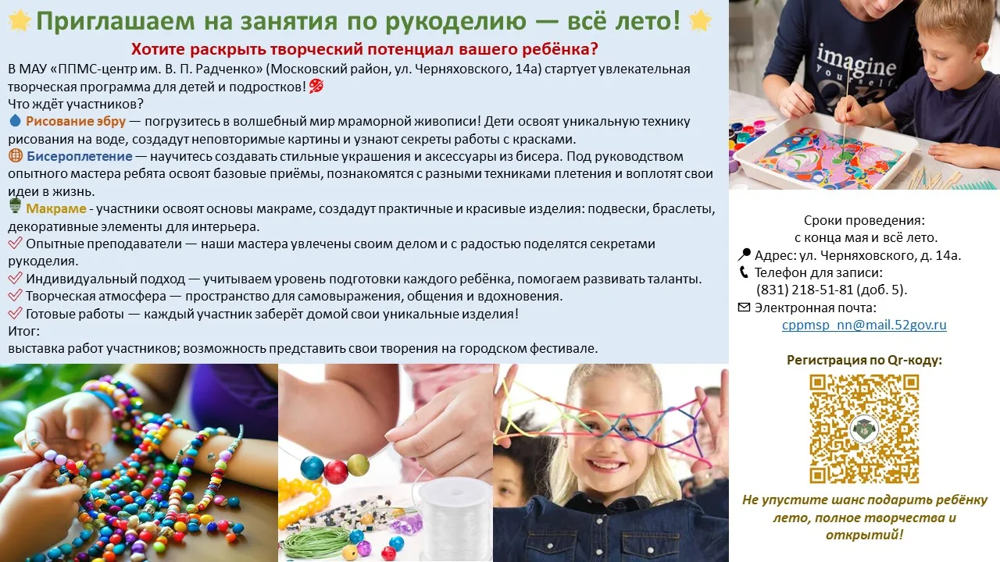 Приглашаем на занятия по рукоделию — всё лето!
Хотите раскрыть творческий потенциал вашего ребёнка?
В МАУ «ППМС-центр им. В. П. Радченко» (Московский район, ул. Черняховского, 14а) стартует увлекательная
творческая программа для детей и подростков!
Что ждёт участников?
Рисование эбру — погрузитесь в волшебный мир мраморной живописи! Дети освоят уникальную технику
рисования на воде, создадут неповторимые картины и узнают секреты работы с красками.
Бисероплетение — научитесь создавать стильные украшения и аксессуары из бисера. Под руководством
опытного мастера ребята освоят базовые приёмы, познакомятся с разными техниками плетения и воплотят свои
идеи в жизнь.
Макраме - участники освоят основы макраме, создадут практичные и красивые изделия: подвески, браслеты,
декоративные элементы для интерьера.
Опытные преподаватели — наши мастера увлечены своим делом и с радостью поделятся секретами
рукоделия.
Индивидуальный подход — учитываем уровень подготовки каждого ребёнка, помогаем развивать таланты.
Творческая атмосфера — пространство для самовыражения, общения и вдохновения.
Готовые работы — каждый участник заберёт домой свои уникальные изделия!
Итог:
выставка работ участников; возможность представить свои творения на городском фестивале.
imagine
yourself
Сроки проведения:
с конца мая и всё лето.
Адрес: ул. Черняховского, д. 14а.
Телефон для записи:
(831) 218-51-81 (доб. 5).
Электронная почта:
cppmsp_nn@mail.52gov.ru
Регистрация по Qr-коду:
Не упустите шанс подарить ребёнку
лето, полное творчества и
открытий!